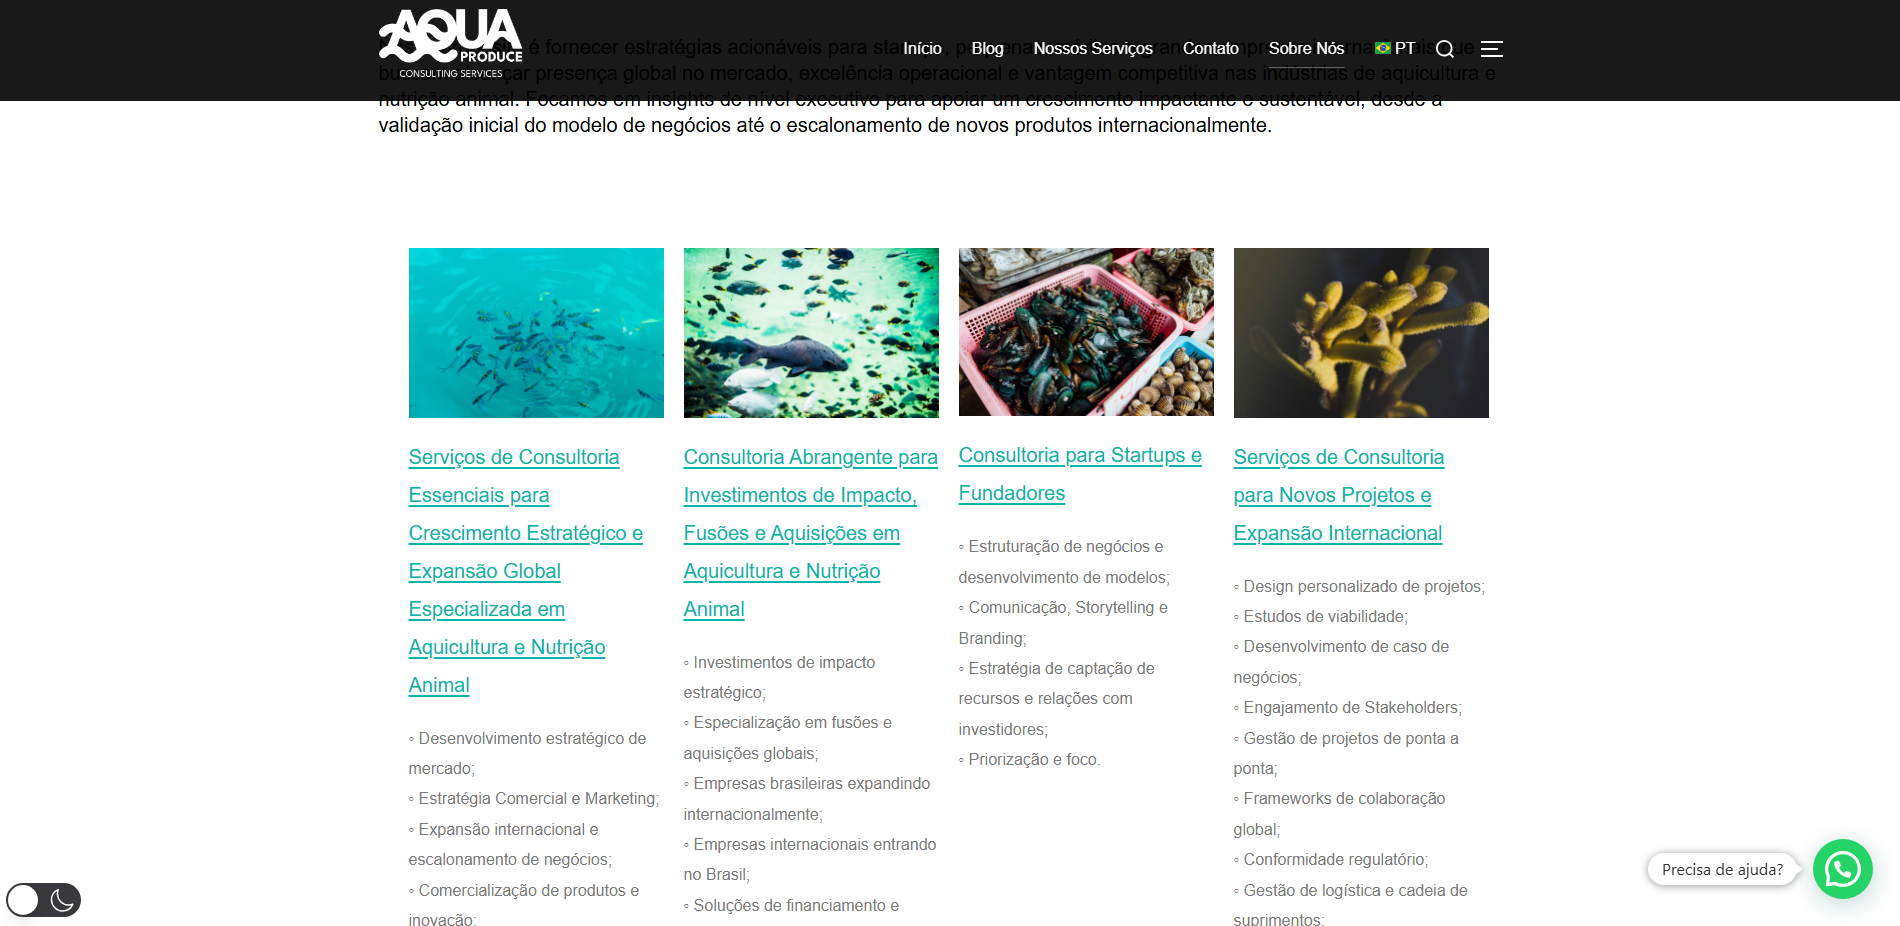 AQUA
PRODUCE
CONSULTING SERVICES
Início
Blog
Nossos Serviços
Contato
Sobre Nós
PT
é fornecer estratégias acionáveis para
presença global no mercado, excelência operacional e vantagem competitiva nas indústrias de aquicultura e
nutrição animal. Focamos em insights de nível executivo para apoiar um crescimento impactante e sustentável, desde a
validação inicial do modelo de negócios até o escalonamento de novos produtos internacionalmente.
Serviços de Consultoria
Essenciais para
Crescimento Estratégico e
Expansão Global
Especializada em
Aquicultura e Nutrição
Animal
◦ Desenvolvimento estratégico de
mercado;
◦ Estratégia Comercial e Marketing;
◦ Expansão internacional e
escalonamento de negócios;
◦ Comercialização de produtos e
inovação;
Consultoria Abrangente para
Investimentos de Impacto,
Fusões e Aquisições em
Aquicultura e Nutrição
Animal
◦ Investimentos de impacto
estratégico;
◦ Especialização em fusões e
aquisições globais;
◦ Empresas brasileiras expandindo
internacionalmente;
◦ Empresas internacionais entrando
no Brasil;
◦ Soluções de financiamento e
Consultoria para Startups e
Fundadores
◦ Estruturação de negócios e
desenvolvimento de modelos;
◦ Comunicação, Storytelling e
Branding;
◦ Estratégia de captação de
recursos e relações com
investidores;
◦ Priorização e foco.
Serviços de Consultoria
para Novos Projetos e
Expansão Internacional
◦ Design personalizado de projetos;
◦ Estudos de viabilidade;
◦ Desenvolvimento de caso de
negócios;
◦ Engajamento de Stakeholders;
◦ Gestão de projetos de ponta a
ponta;
◦ Frameworks de colaboração
global;
◦ Conformidade regulatório;
◦ Gestão de logística e cadeia de
suprimentos;
Precisa de ajuda?